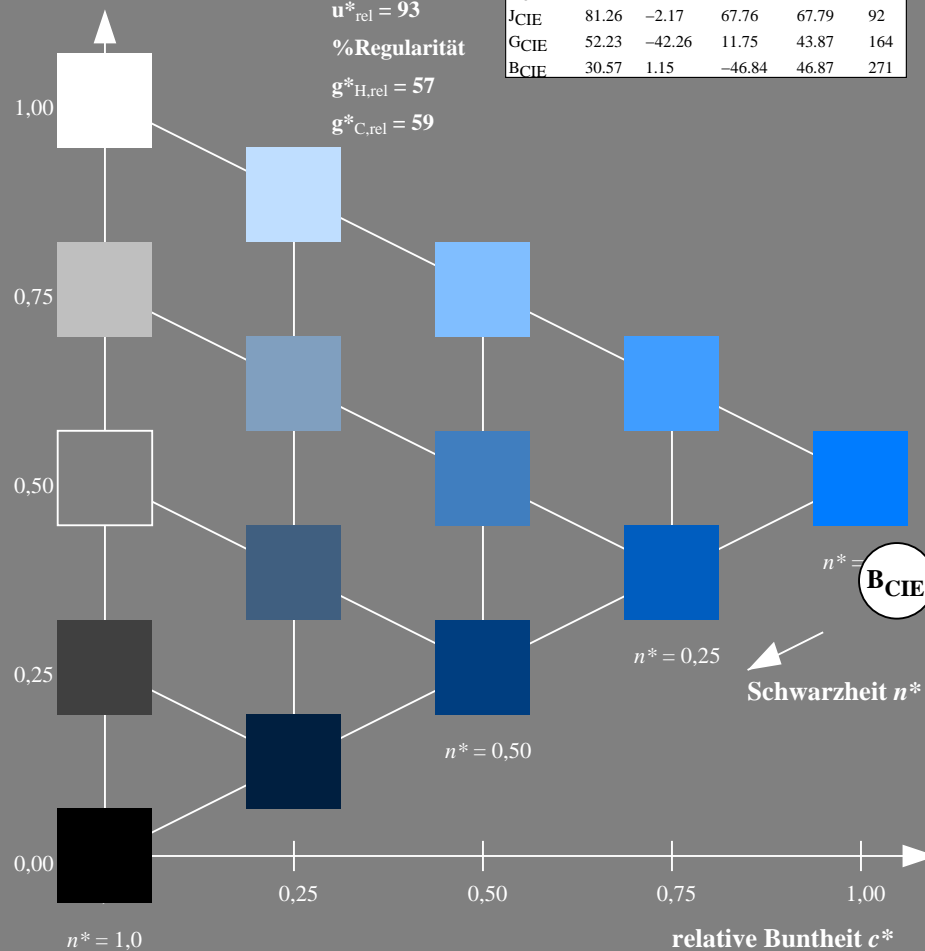 u*rel = 93
%Regularität
g*H,rel = 57
g*C,rel = 59
JCIE 81.26 −2.17 67.76 67.79 92
GCIE 52.23 −42.26 11.75 43.87 164
BCIE 30.57 1.15 −46.84 46.87 271
1,00
0,75
0,50
n* =
BCIE
n* = 0,25
0,25
Schwarzheit n*
n* = 0,50
0,00
0,25 0,50 0,75 1,00
n* = 1,0
relative Buntheit c*